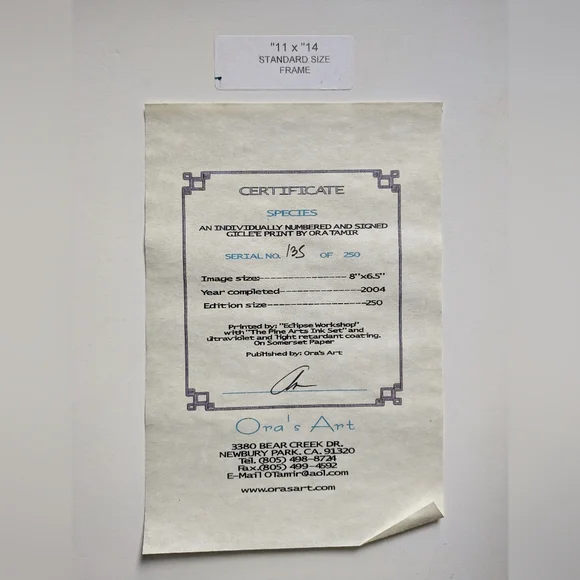 "11 x "14
STANDARD SIZE
FRAME
CERTIFICATE
SPECIES
AN INDIVIDUALLY NUMBERED AND SIGNED
GICLE'E PRINT BY ORA TAMIR
SERIAL NO. 135 OF 250
Image size:------------------8"x6.5"
Year completed--------------2004
Edition size------------------250
Printed by: "Eclipse Workshop"
with "The Fine Arts Ink Set" and
ultraviolet and light retardant coating.
On Somerset Paper
Published by: Ora's Art
Ora's Art
3380 BEAR CREEK DR.
NEWBURY PARK, CA. 91320
Tel. (805) 498-8724
Fax.(805) 499-4592
E-Mail OTamir@aol.com
www.orasart.com